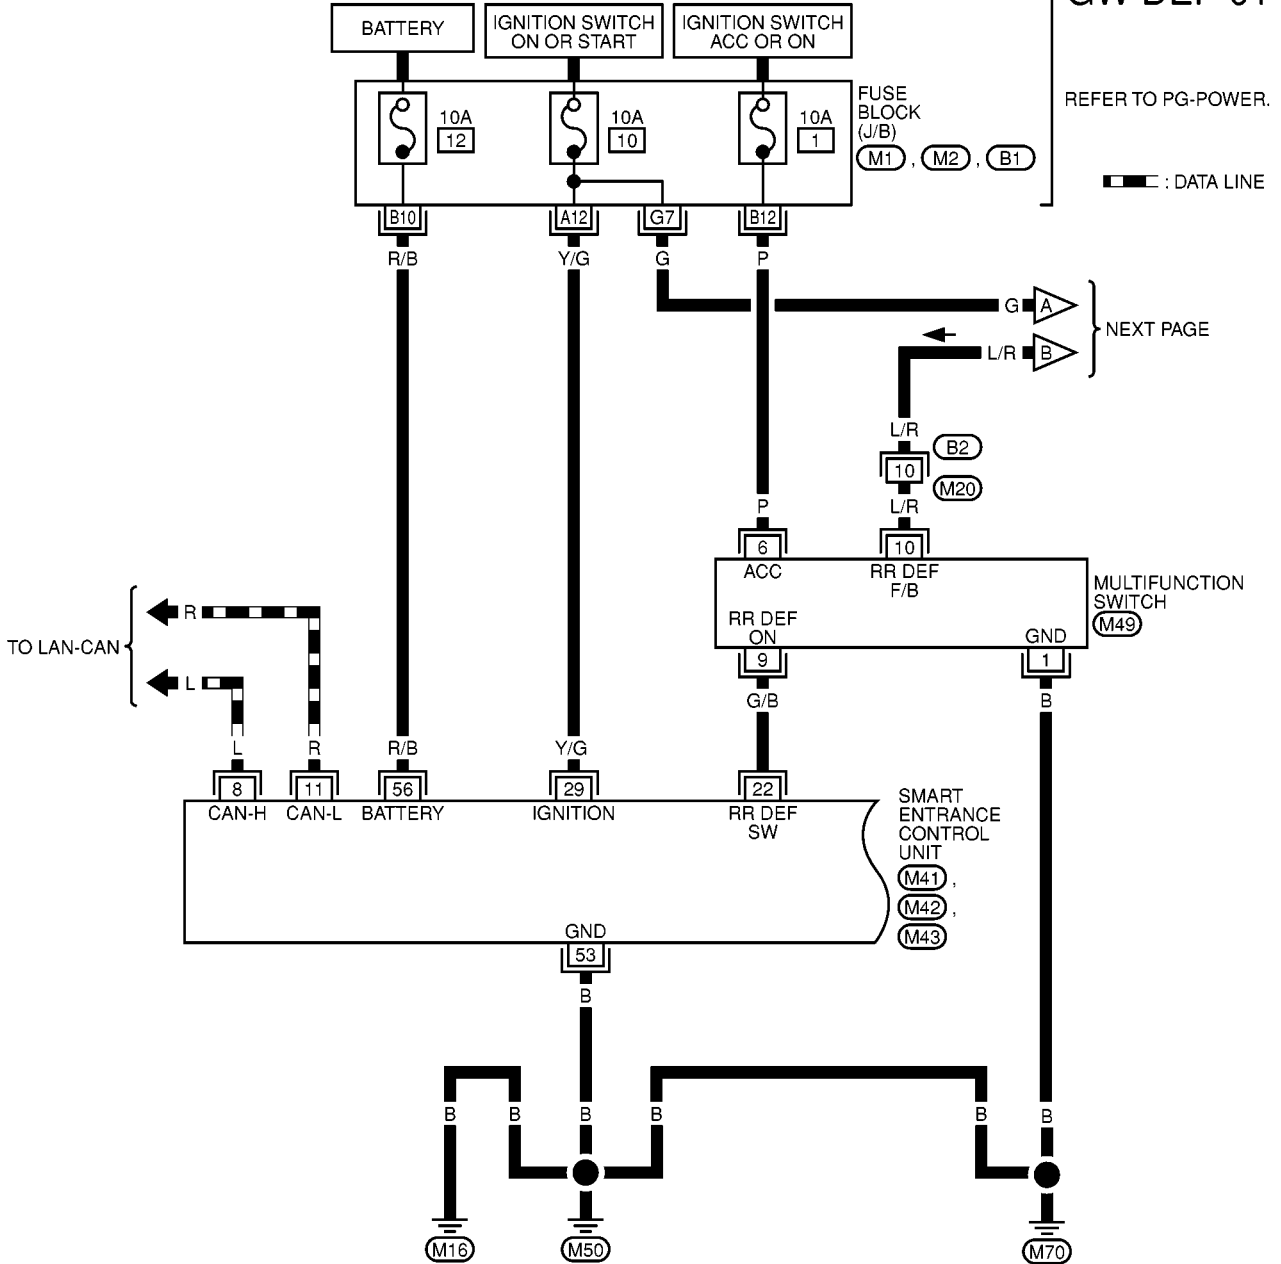 BATTERY
IGNITION SWITCH
ON OR START
IGNITION SWITCH
ACC OR ON
REFER TO PG-POWER.
10A
12
10A
10
10A
1
FUSE
BLOCK
(J/B)
M1 , M2 , B1
: DATA LINE
B10
A12
G7
B12
R/B
Y/G
G
P
G
A
NEXT PAGE
L/R
B
L/R
B2
10
M20
L/R
P
6
10
ACC
RR DEF
F/B
MULTIFUNCTION
SWITCH
M49
RR DEF
ON
GND
9
1
G/B
B
TO LAN-CAN
R
L
L
R
R/B
Y/G
8
11
56
29
22
CAN-H
CAN-L
BATTERY
IGNITION
RR DEF
SW
SMART
ENTRANCE
CONTROL
UNIT
M41 ,
M42 ,
M43
GND
53
B
B
B
B
B
B
B
M16
M50
M70